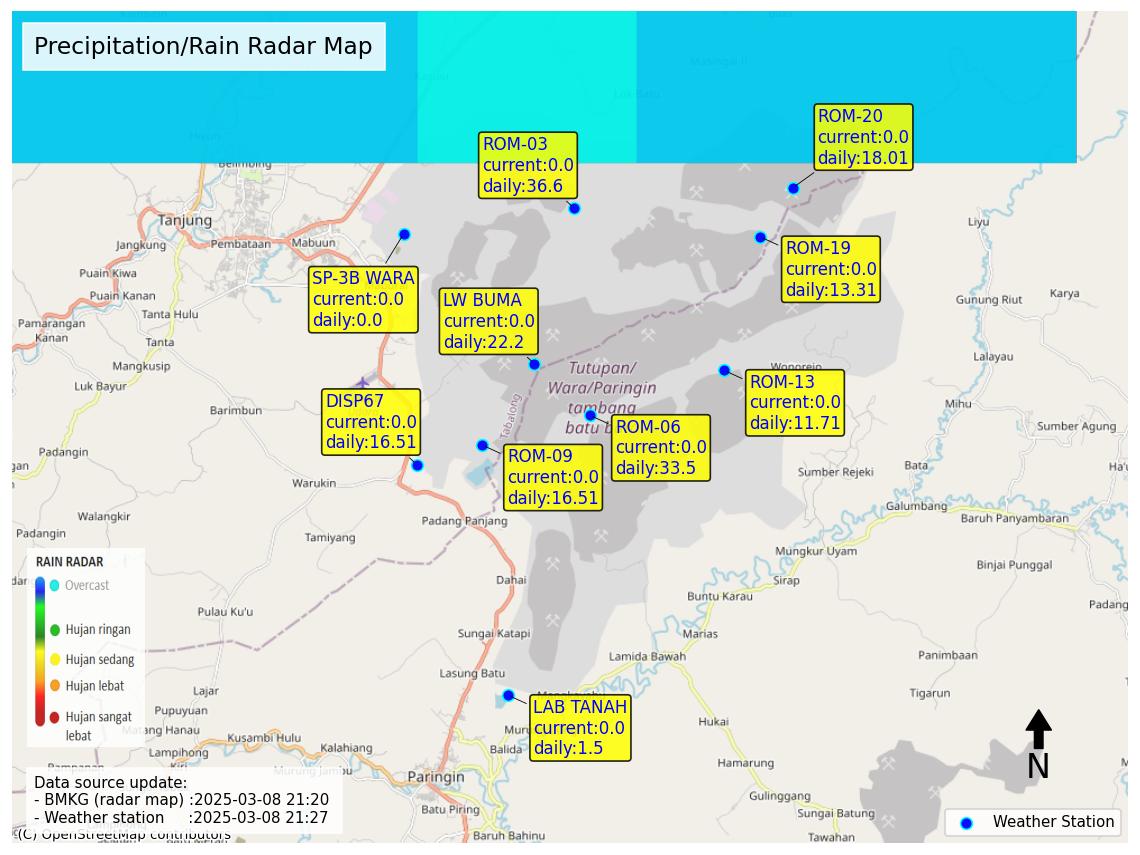 Precipitation/Rain Radar Map
Masingai II
ROM-20
current:0.0
daily:18.01
ROM-03
current:0.0
daily:36.6
Belimbing
Tanjung
Jangkung
Pembataan
Mabuun
Liyu
ROM-19
current:0.0
daily:13.31
SP-3B WARA
current:0.0
daily:0.0
LW BUMA
current:0.0
daily:22.2
Puain Kiwa
Puain Kanan
Tanta Hulu
Gunung Riut
Karya
Pamarangan
Kanan
Tanta
Mangkusip
Luk Bayur
Lalayau
Wonorejo
Tutupan/
Wara/Paringin
tambang
batu
ROM-13
current:0.0
daily:11.71
DISP67
current:0.0
daily:16.51
Tabalong
ROM-06
current:0.0
daily:33.5
ROM-09
current:0.0
daily:16.51
Barimbun
Mihu
Sumber Agung
Padangin
Warukin
Sumber Rejeki
Bata
Galumbang
Baruh Panyambaran
Walangkir
Padangin
Tamiyang
Padang Panjang
Mungkur Uyam
Binjai Punggal
Dahai
Sirap
Buntu Karau
Padang
RAIN RADAR
Overcast
Hujan ringan
Hujan sedang
Hujan lebat
Hujan sangat
lebat
Pulau Ku'u
Sungai Katapi
Marias
Lamida Bawah
Panimbaan
Lasung Batu
Tigarun
Lajar
Pupuyuan
Matang Hanau
Kusambi Hulu
Lampihong
Kalahiang
Murung Jambu
LAB TANAH
current:0.0
daily:1.5
Balida
Hukai
Hamarung
Paringin
Batu Piring
Baruh Bahinu
Gulinggang
Sungai Batung
Tawahan
N
Data source update:
- BMKG (radar map) :2025-03-08 21:20
- Weather station :2025-03-08 21:27
(C) OpenStreetMap contributors
Weather Station